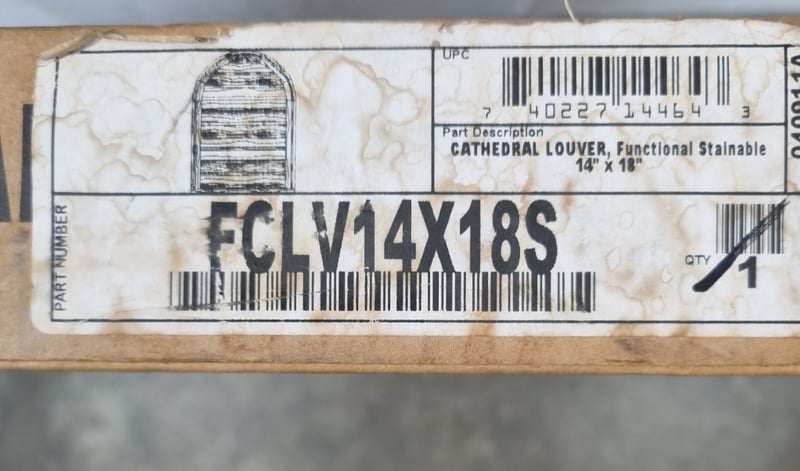 UPC
7 40227 14464 3
Part Description
CATHEDRAL LOUVER, Functional Stainable
14" x 18"
PART NUMBER
FCLV14X18S
QTY
1